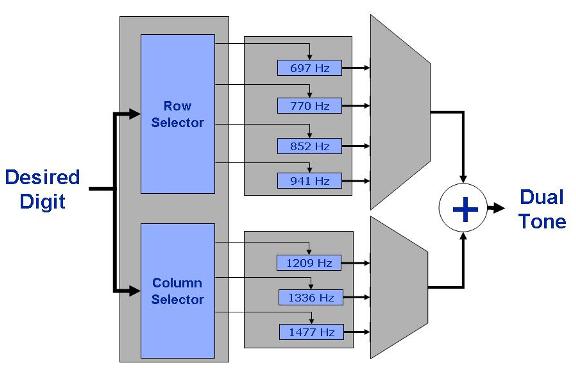 Desired
Digit
Row
Selector
697 Hz
770 Hz
852 Hz
941 Hz
Column
Selector
1209 Hz
1336 Hz
1477 Hz
+
Dual
Tone